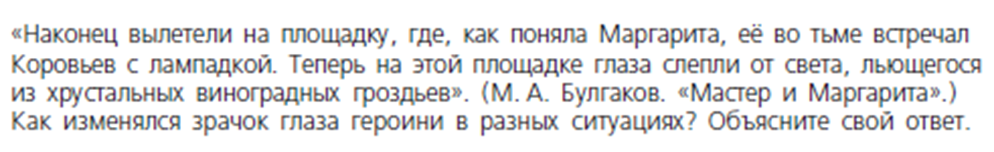 «Наконец вылетели на площадку, где, как поняла Маргарита, её во тьме встречал
Коровьев с лампадкой. Теперь на этой площадке глаза слепли от света, льющегося
из хрустальных виноградных гроздьев». (М. А. Булгаков. «Мастер и Маргарита».)
Как изменялся зрачок глаза героини в разных ситуациях? Объясните свой ответ.